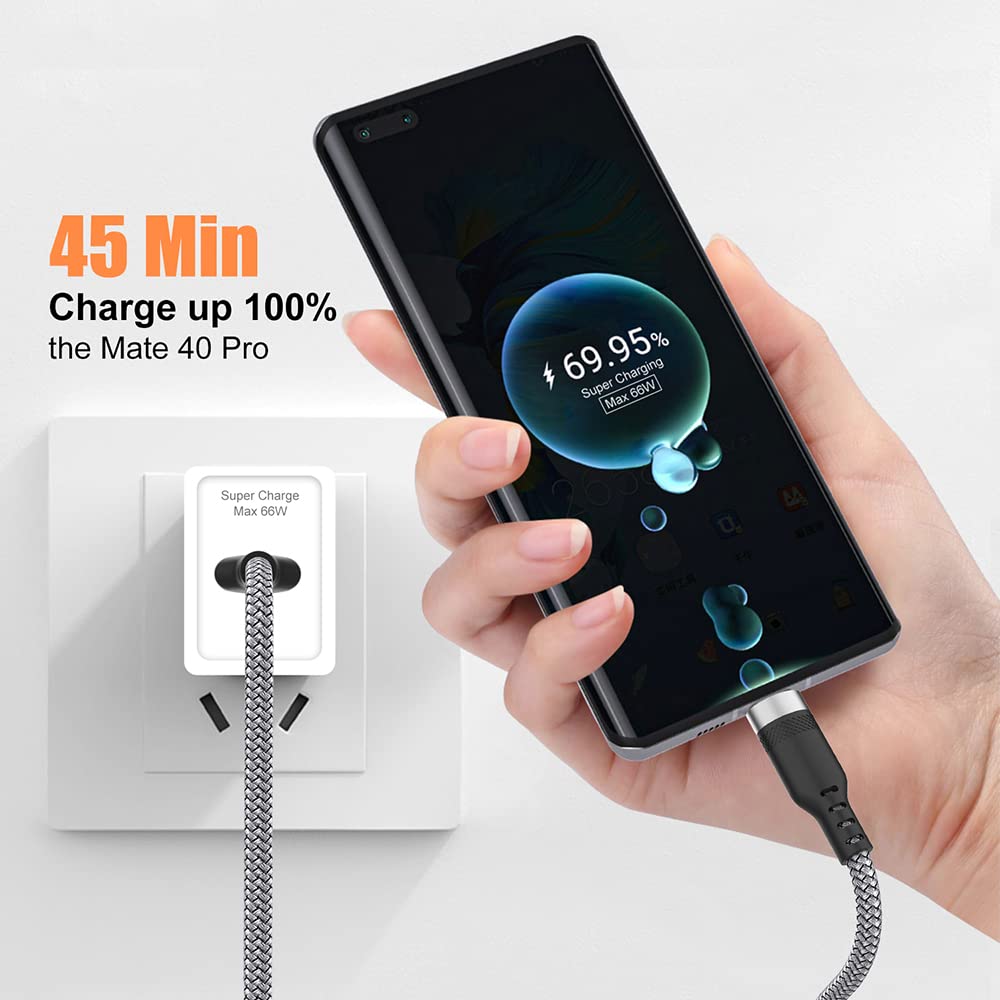 45 Min
Charge up 100%
the Mate 40 Pro
Super Charge
Max 66W
69.95%
Super Charging
Max 66W